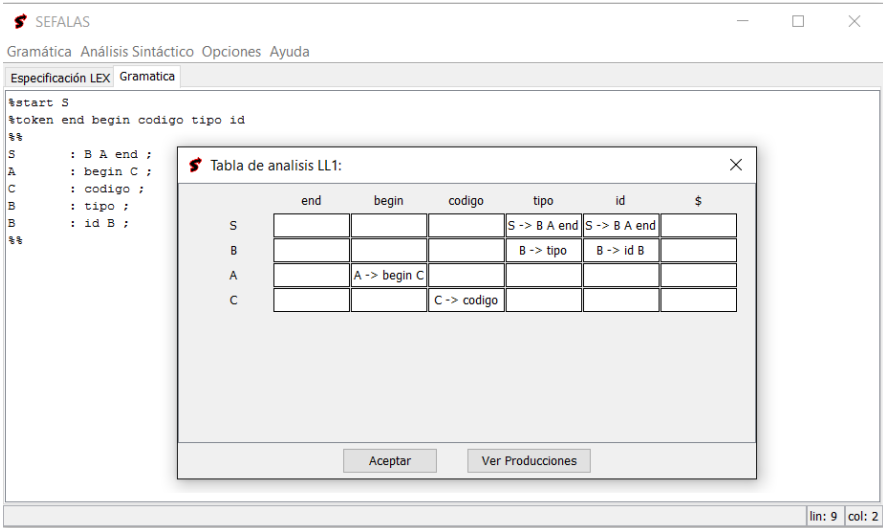 SEFALAS
Gramática Análisis Sintáctico Opciones Ayuda
Especificación LEX Gramatica
%start S
%token end begin codigo tipo id
%%
S : B A end ;
A : begin C ;
C : codigo ;
B : tipo ;
B : id B ;
%%
Tabla de analisis LL1:
end begin codigo tipo id $
S S -> B A end S -> B A end
B B -> tipo B -> id B
A A -> begin C
C C -> codigo
Aceptar Ver Producciones
lin: 9 col: 2